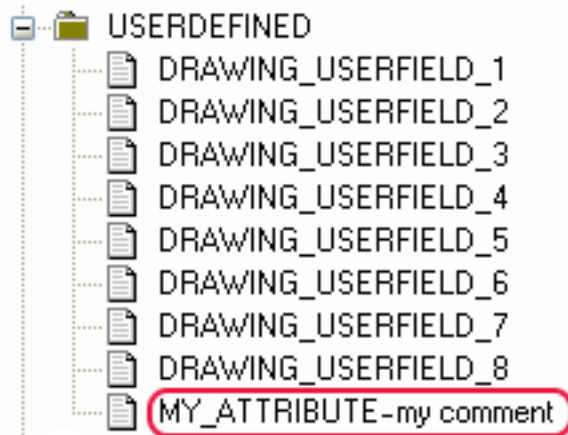 USERDEFINED
DRAWING_USERFIELD_1
DRAWING_USERFIELD_2
DRAWING_USERFIELD_3
DRAWING_USERFIELD_4
DRAWING_USERFIELD_5
DRAWING_USERFIELD_6
DRAWING_USERFIELD_7
DRAWING_USERFIELD_8
MY_ATTRIBUTE-my comment